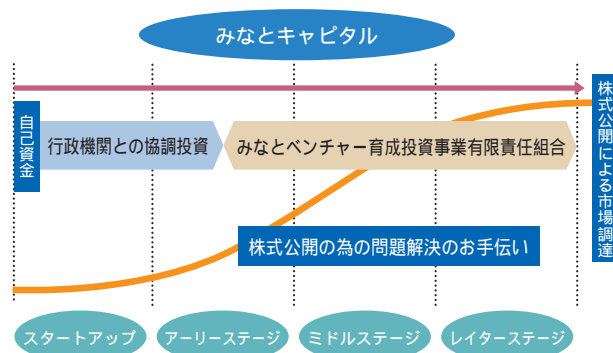 みなとキャピタル
自己資金
行政機関との協調投資
みなとベンチャー育成投資事業有限責任組合
株式公開による市場調達
株式公開の為の問題解決のお手伝い
スタートアップ
アーリーステージ
ミドルステージ
レイターステージ